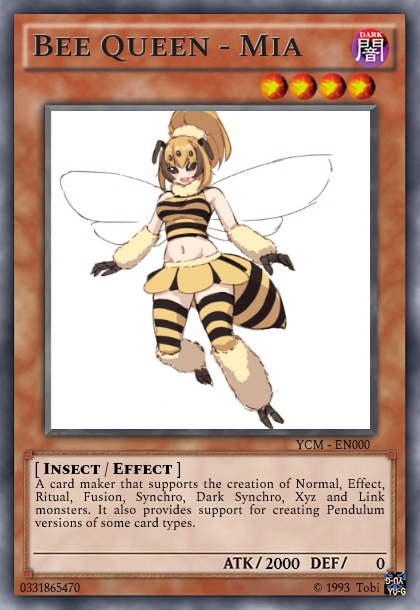 BEE QUEEN - MIA
DARK
闇
YCM - EN000
[ INSECT / EFFECT ]
A card maker that supports the creation of Normal, Effect,
Ritual, Fusion, Synchro, Dark Synchro, Xyz and Link
monsters. It also provides support for creating Pendulum
versions of some card types.
ATK/ 2000 DEF/ 0
0331865470
© 1993 Tobi
YU-G